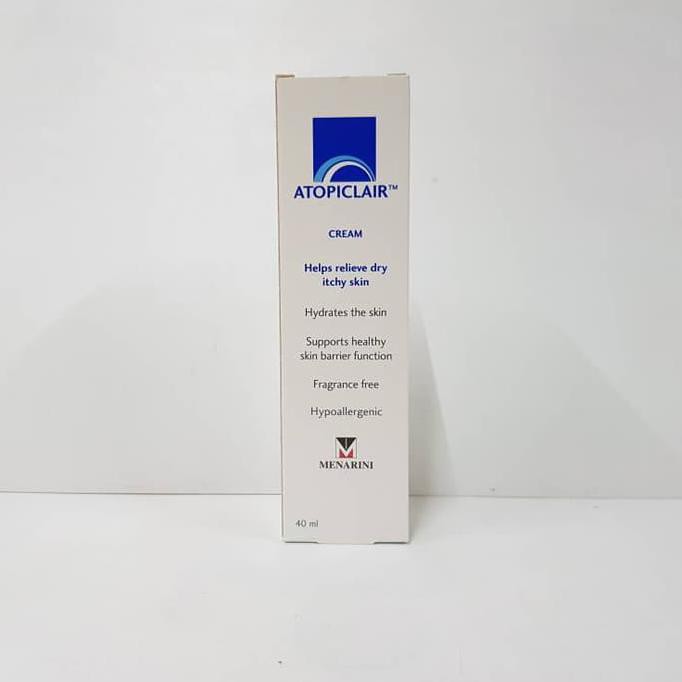 ATOPICLAIR™
CREAM
Helps relieve dry
itchy skin
Hydrates the skin
Supports healthy
skin barrier function
Fragrance free
Hypoallergenic
MENARINI
40 ml